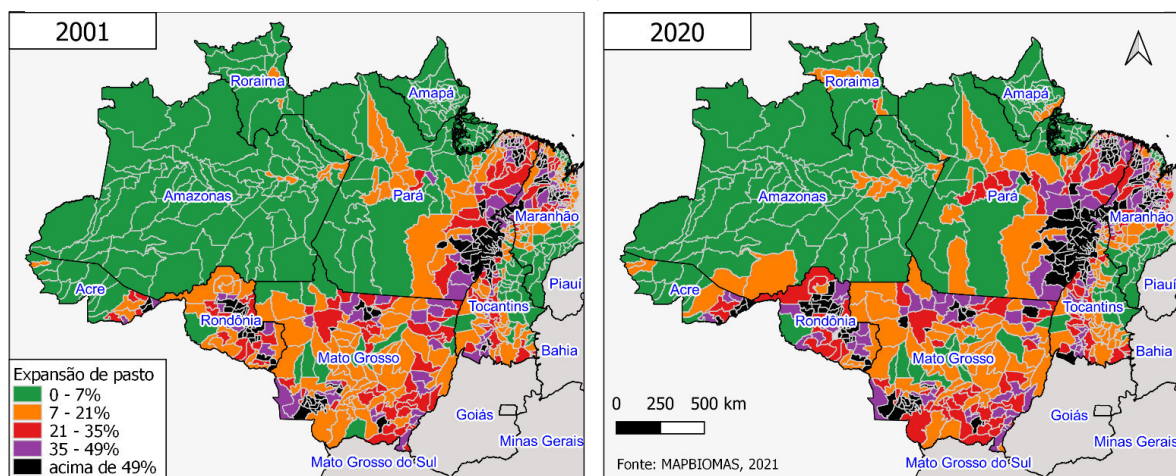 2001
Roraima
Amapá
Amazonas
Pará
Maranhão
Acre
Rondônia
Tocantins
Piauí
Mato Grosso
Bahia
Goiás
Minas Gerais
Mato Grosso do Sul
Expansão de pasto
0 - 7%
7 - 21%
21 - 35%
35 - 49%
acima de 49%
2020
Roraima
Amapá
Amazonas
Pará
Maranhão
Acre
Rondônia
Tocantins
Piauí
Mato Grosso
Bahia
Goiás
Minas Gerais
Mato Grosso do Sul
0 250 500 km
Fonte: MAPBIOMAS, 2021